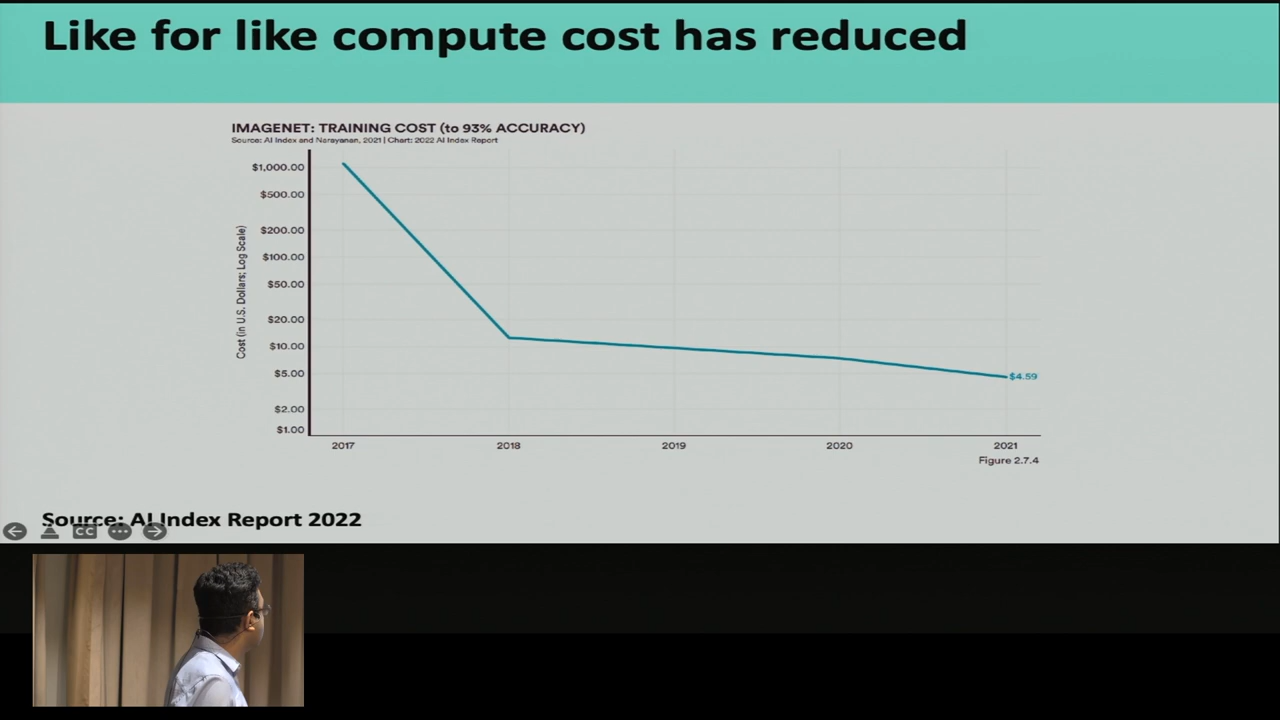 Like for like compute cost has reduced
IMAGENET: TRAINING COST (to 93% ACCURACY)
Source: AI Index and Narayanan, 2021 | Chart: 2022 AI Index Report
Cost (in U.S. Dollars; Log Scale)
$1,000.00
$500.00
$200.00
$100.00
$50.00
$20.00
$10.00
$5.00
$2.00
$1.00
$4.59
2017 2018 2019 2020 2021
Figure 2.7.4
Source: AI Index Report 2022
CC